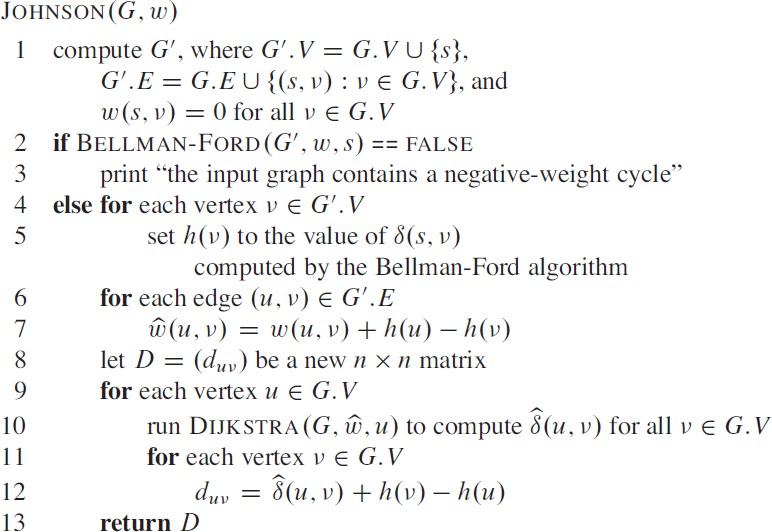 JOHNSON(G, w)
1 compute G′, where G′.V = G.V ∪ {s},
G′.E = G.E ∪ {(s, v) : v ∈ G.V}, and
w(s, v) = 0 for all v ∈ G.V
2 if BELLMAN-FORD(G′, w, s) == FALSE
3 print “the input graph contains a negative-weight cycle”
4 else for each vertex v ∈ G′.V
5 set h(v) to the value of δ(s, v)
computed by the Bellman-Ford algorithm
6 for each edge (u, v) ∈ G′.E
7 ŵ(u, v) = w(u, v) + h(u) − h(v)
8 let D = (d_uv) be a new n × n matrix
9 for each vertex u ∈ G.V
10 run DIJKSTRA(G, ŵ, u) to compute δ̂(u, v) for all v ∈ G.V
11 for each vertex v ∈ G.V
12 d_uv = δ̂(u, v) + h(v) − h(u)
13 return D